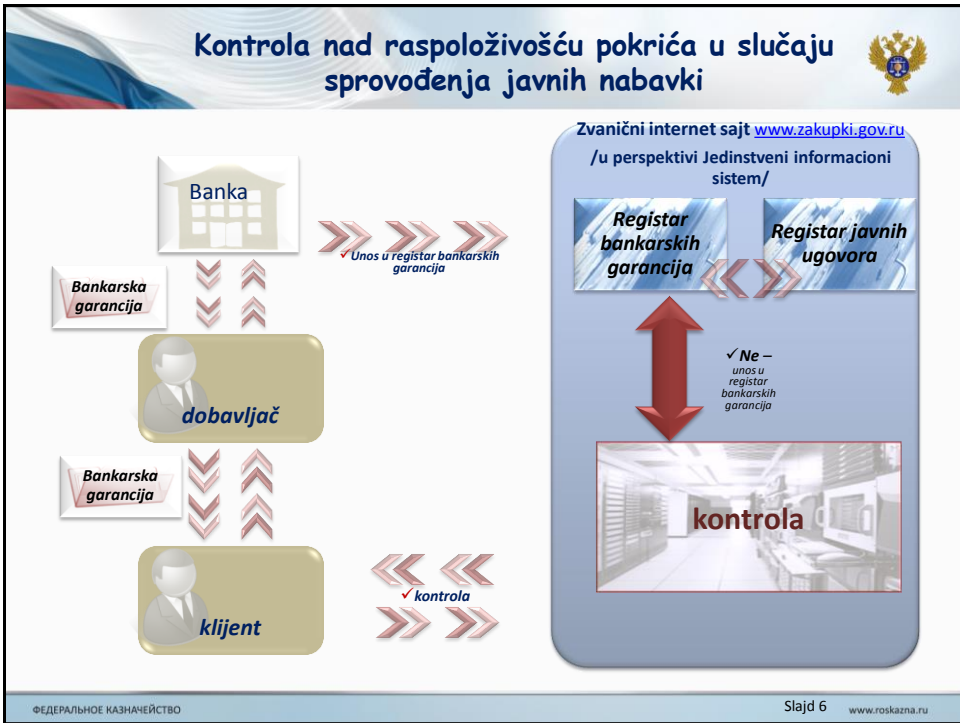 Kontrola nad raspoloživošću pokrića u slučaju
sprovođenja javnih nabavki
Zvanični internet sajt www.zakupki.gov.ru
/u perspektivi Jedinstveni informacioni
sistem/
Banka
✓Unos u registar bankarskih
garancija
Registar
bankarskih
garancija
Registar javnih
ugovora
Bankarska
garancija
dobavljač
✓Ne –
unos u
registar
bankarskih
garancija
Bankarska
garancija
kontrola
klijent
✓kontrola
ФЕДЕРАЛЬНОЕ КАЗНАЧЕЙСТВО
Slajd 6
www.roskazna.ru